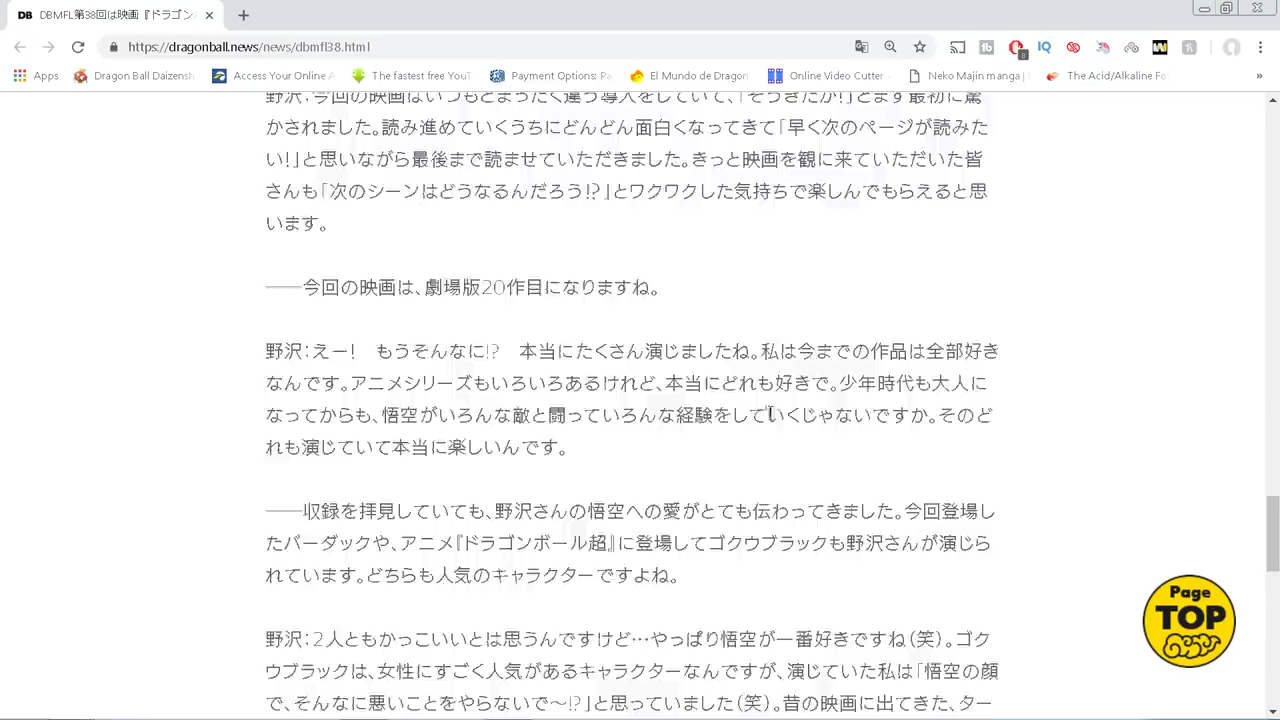 DB DBMFL第38回は映画『ドラゴン
https://dragonball.news/news/dbmfl38.html
Apps Dragon Ball Daizensh Access Your Online A The fastest free YouT Payment Options: Pa El Mundo de Dragon Online Video Cutter - Neko Majin manga | The Acid/Alkaline Fo »
野沢：今回の映画はいつもとまったく違う導入をしていて、「そうきたか！」とまず最初に驚
かされました。読み進めていくうちにどんどん面白くなってきて「早く次のページが読みた
い！」と思いながら最後まで読ませていただきました。きっと映画を観に来ていただいた皆
さんも「次のシーンはどうなるんだろう!?」とワクワクした気持ちで楽しんでもらえると思
います。
――今回の映画は、劇場版20作目になりますね。
野沢：えー！　もうそんなに!?　本当にたくさん演じましたね。私は今までの作品は全部好き
なんです。アニメシリーズもいろいろあるけれど、本当にどれも好きで。少年時代も大人に
なってからも、悟空がいろんな敵と闘っていろんな経験をしていくじゃないですか。そのど
れも演じていて本当に楽しいんです。
――収録を拝見していても、野沢さんの悟空への愛がとても伝わってきました。今回登場し
たバーダックや、アニメ『ドラゴンボール超』に登場してゴクウブラックも野沢さんが演じら
れています。どちらも人気のキャラクターですよね。
野沢：2人ともかっこいいとは思うんですけど…やっぱり悟空が一番好きですね（笑）。ゴク
ウブラックは、女性にすごく人気があるキャラクターなんですが、演じていた私は「悟空の顔
で、そんなに悪いことをやらないで〜!?」と思っていました（笑）。昔の映画に出てきた、ター
Page
TOP